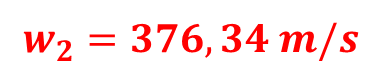 w₂ = 376,34 m/s